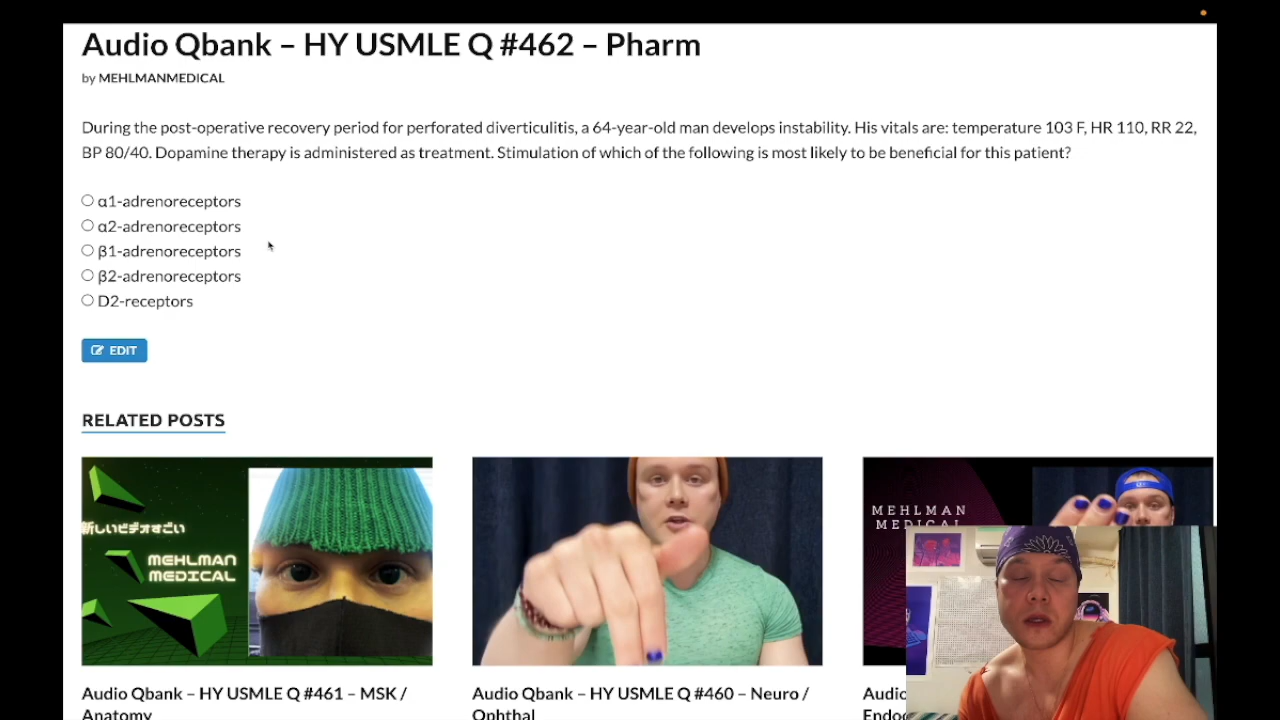 Audio Qbank – HY USMLE Q #462 – Pharm
by MEHLMANMEDICAL
During the post-operative recovery period for perforated diverticulitis, a 64-year-old man develops instability. His vitals are: temperature 103 F, HR 110, RR 22,
BP 80/40. Dopamine therapy is administered as treatment. Stimulation of which of the following is most likely to be beneficial for this patient?
α1-adrenoreceptors
α2-adrenoreceptors
β1-adrenoreceptors
β2-adrenoreceptors
D2-receptors
EDIT
RELATED POSTS
新しいビデオすごい
MEHLMAN
MEDICAL
MEHLMAN
MEDICAL
Audio Qbank – HY USMLE Q #461 – MSK /
Anatomy
Audio Qbank – HY USMLE Q #460 – Neuro /
Ophthal
Audio
Endo